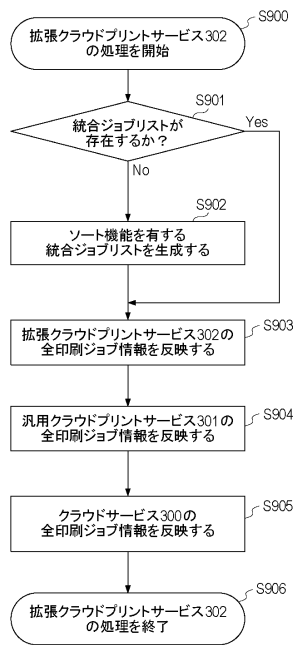 S900
拡張クラウドプリントサービス302
の処理を開始
S901
統合ジョブリストが
存在するか？
Yes
No
S902
ソート機能を有する
統合ジョブリストを生成する
S903
拡張クラウドプリントサービス302の
全印刷ジョブ情報を反映する
S904
汎用クラウドプリントサービス301の
全印刷ジョブ情報を反映する
S905
クラウドサービス300の
全印刷ジョブ情報を反映する
S906
拡張クラウドプリントサービス302
の処理を終了